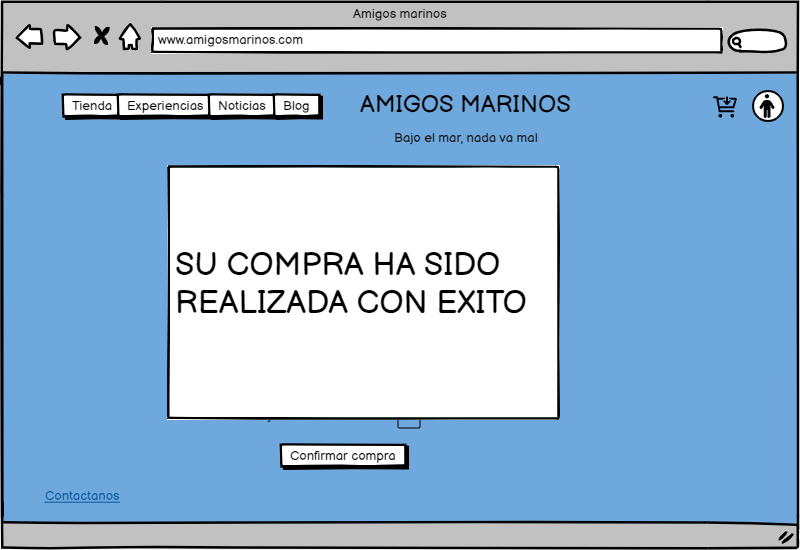 Amigos marinos
www.amigosmarinos.com
Tienda Experiencias Noticias Blog
AMIGOS MARINOS
Bajo el mar, nada va mal
SU COMPRA HA SIDO
REALIZADA CON EXITO
Confirmar compra
Contactanos